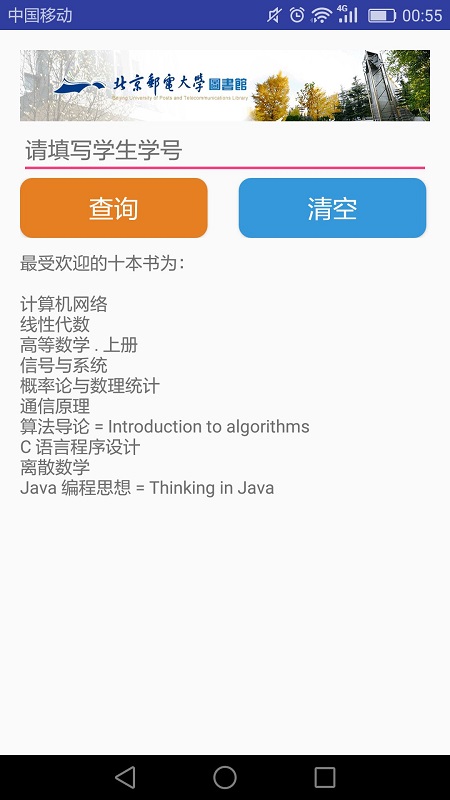 中国移动 4G 00:55
北京郵電大學圖書館
Beijing University of Posts and Telecommunications Library
请填写学生学号
查询 清空
最受欢迎的十本书为：
计算机网络
线性代数
高等数学 . 上册
信号与系统
概率论与数理统计
通信原理
算法导论 = Introduction to algorithms
C 语言程序设计
离散数学
Java 编程思想 = Thinking in Java